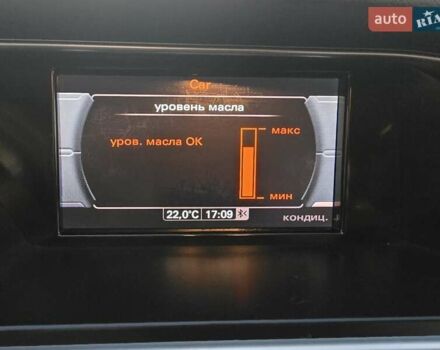 auto RIA
Car
уровень масла
макс
уров. масла OK
мин
22,0°C 17:09
кондиц.